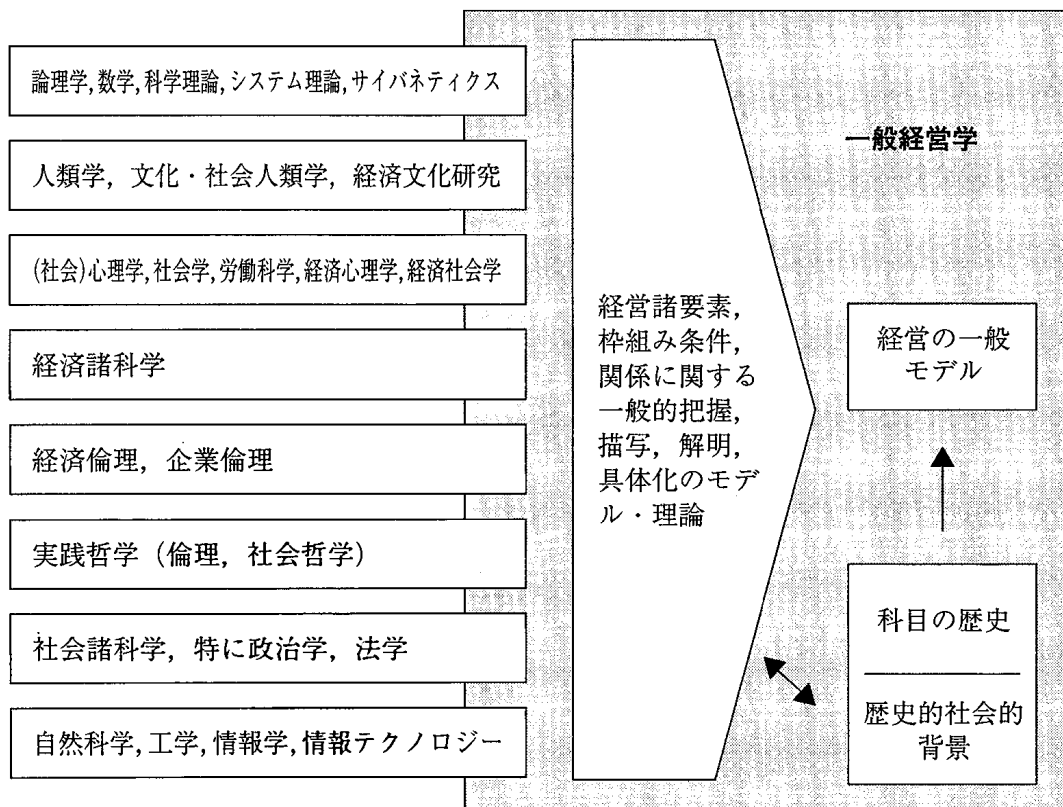 論理学,数学,科学理論,システム理論,サイバネティクス
人類学，文化・社会人類学，経済文化研究
(社会)心理学,社会学,労働科学,経済心理学,経済社会学
経済諸科学
経済倫理，企業倫理
実践哲学（倫理，社会哲学）
社会諸科学，特に政治学，法学
自然科学,工学,情報学,情報テクノロジー
経営諸要素，
枠組み条件，
関係に関する
一般的把握，
描写，解明，
具体化のモデ
ル・理論
一般経営学
経営の一般
モデル
科目の歴史
歴史的社会的
背景